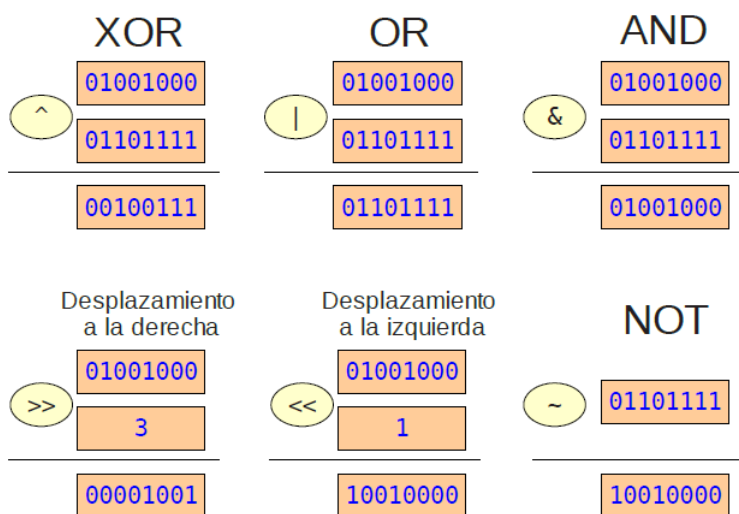 XOR
01001000
^
01101111
00100111
OR
01001000
|
01101111
01101111
AND
01001000
&
01101111
01001000
Desplazamiento
a la derecha
01001000
>>
3
00001001
Desplazamiento
a la izquierda
01001000
<<
1
10010000
NOT
~
01101111
10010000